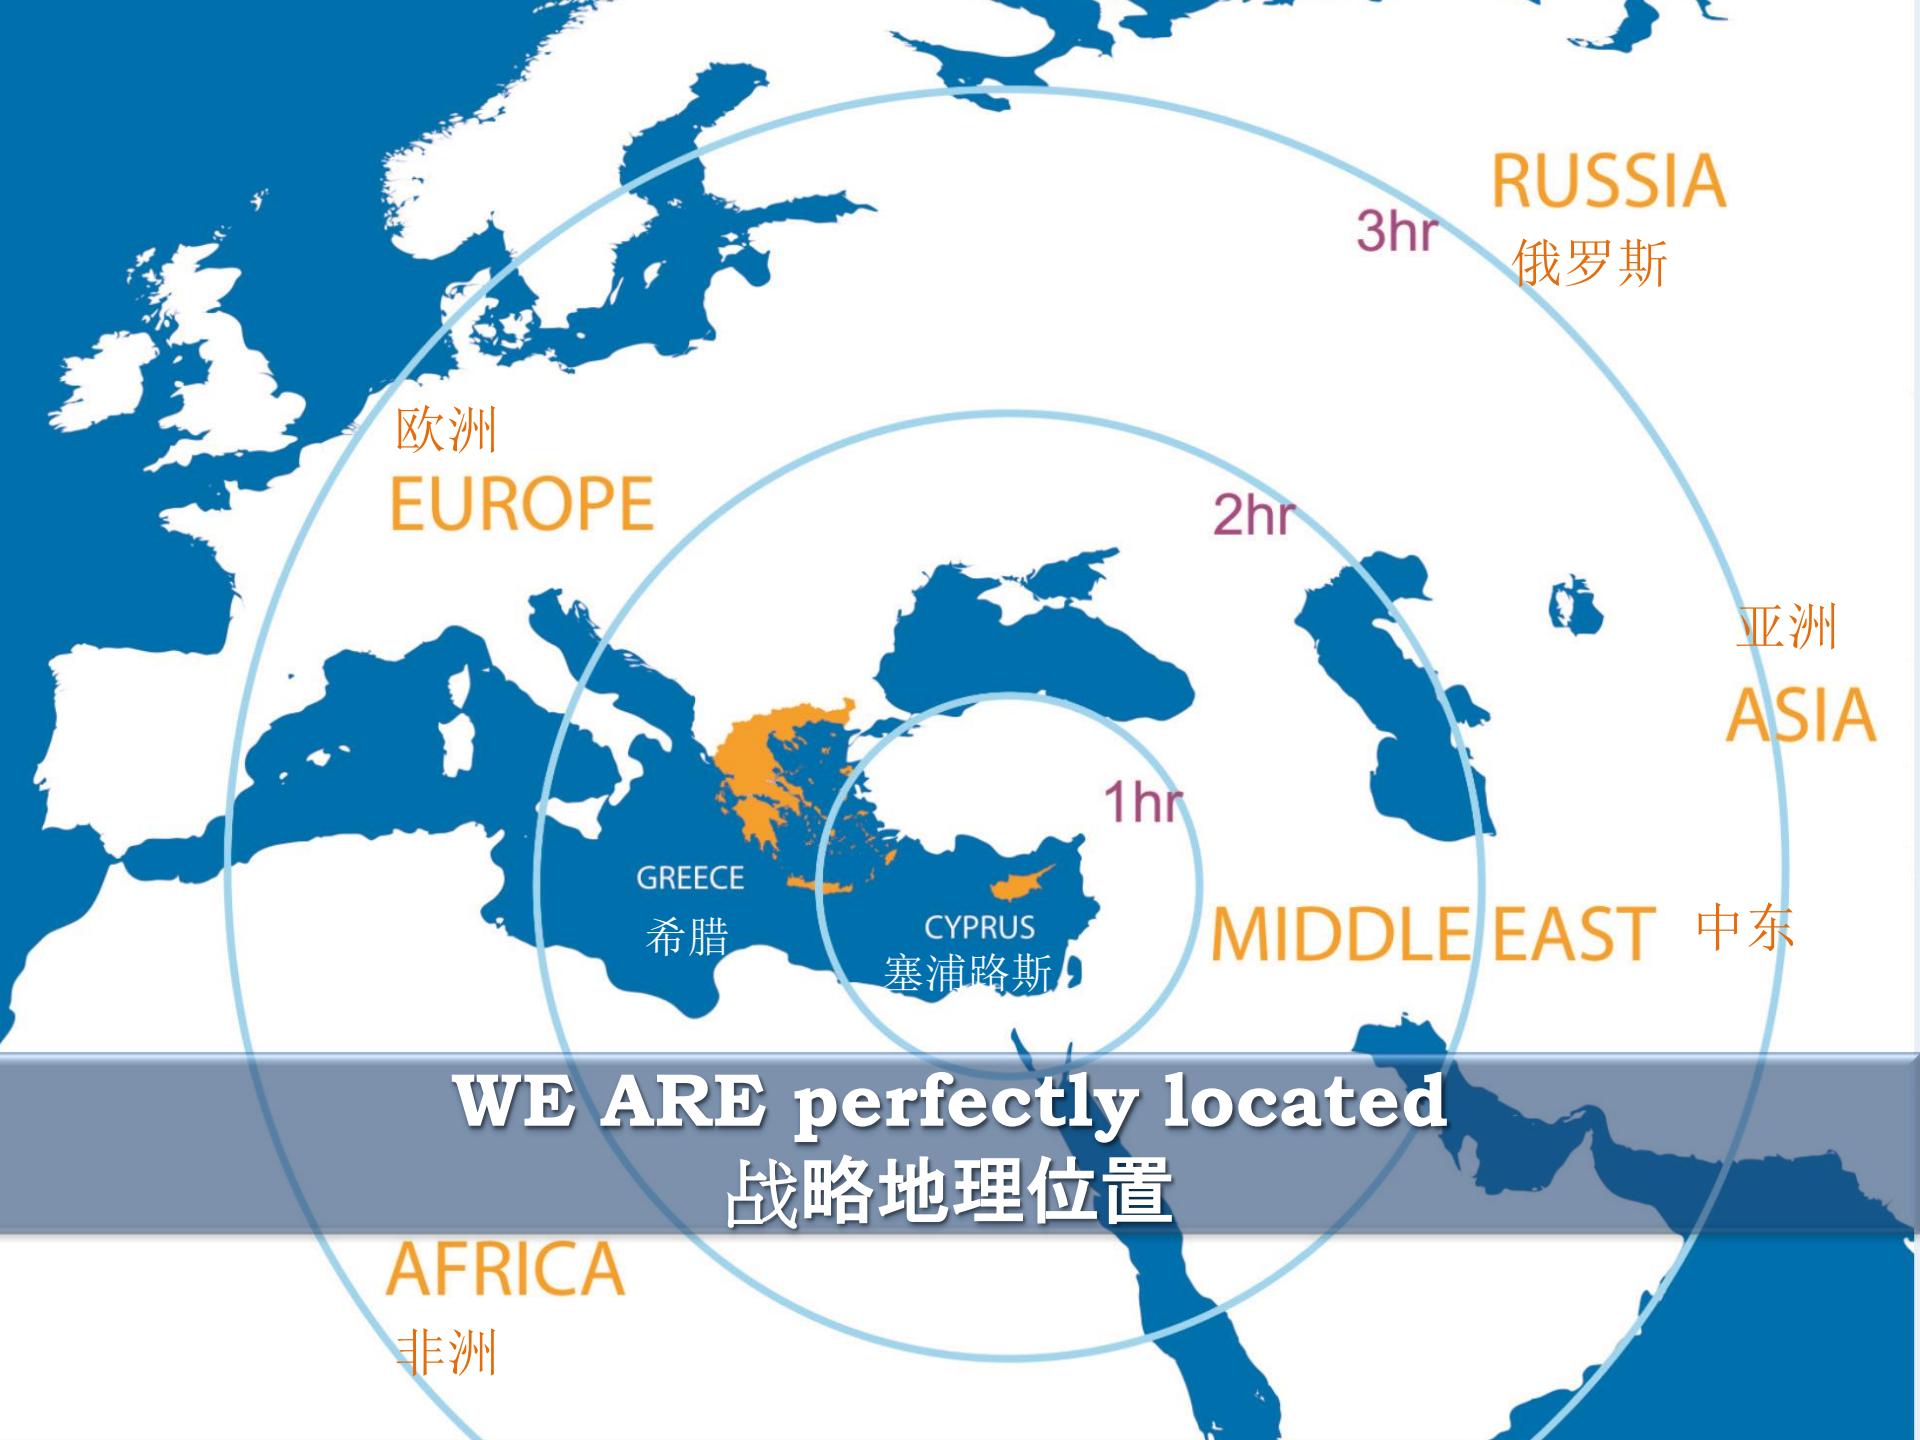 RUSSIA
3hr
俄罗斯
欧洲
EUROPE
2hr
亚洲
ASIA
1hr
GREECE
希腊
CYPRUS
塞浦路斯
MIDDLE EAST 中东
WE ARE perfectly located
战略地理位置
AFRICA
非洲